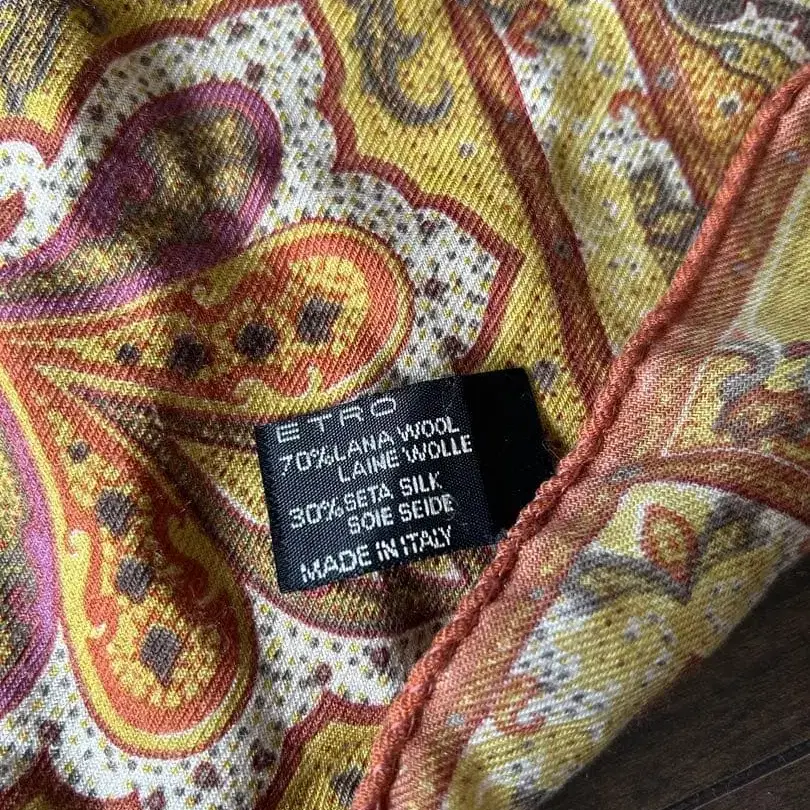 ETRO
70%LANA WOOL
LAINE WOLLE
30%SETA SILK
SOIE SEIDE
MADE IN ITALY